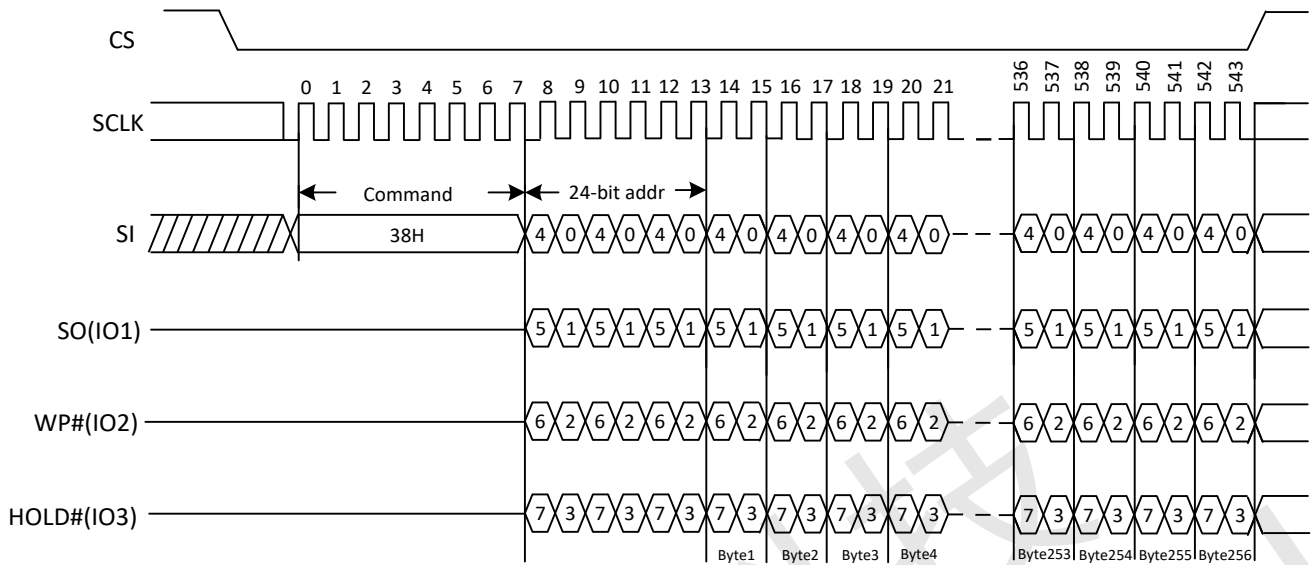 CS
0 1 2 3 4 5 6 7 8 9 10 11 12 13 14 15 16 17 18 19 20 21 536 537 538 539 540 541 542 543
SCLK
Command 24-bit addr
SI 38H 4 0 4 0 4 0 4 0 4 0 4 0 4 0 4 0 4 0 4 0 4 0
SO(IO1) 5 1 5 1 5 1 5 1 5 1 5 1 5 1 5 1 5 1 5 1 5 1
WP#(IO2) 6 2 6 2 6 2 6 2 6 2 6 2 6 2 6 2 6 2 6 2 6 2
HOLD#(IO3) 7 3 7 3 7 3 7 3 7 3 7 3 7 3 7 3 7 3 7 3 7 3
Byte1 Byte2 Byte3 Byte4 Byte253 Byte254 Byte255 Byte256